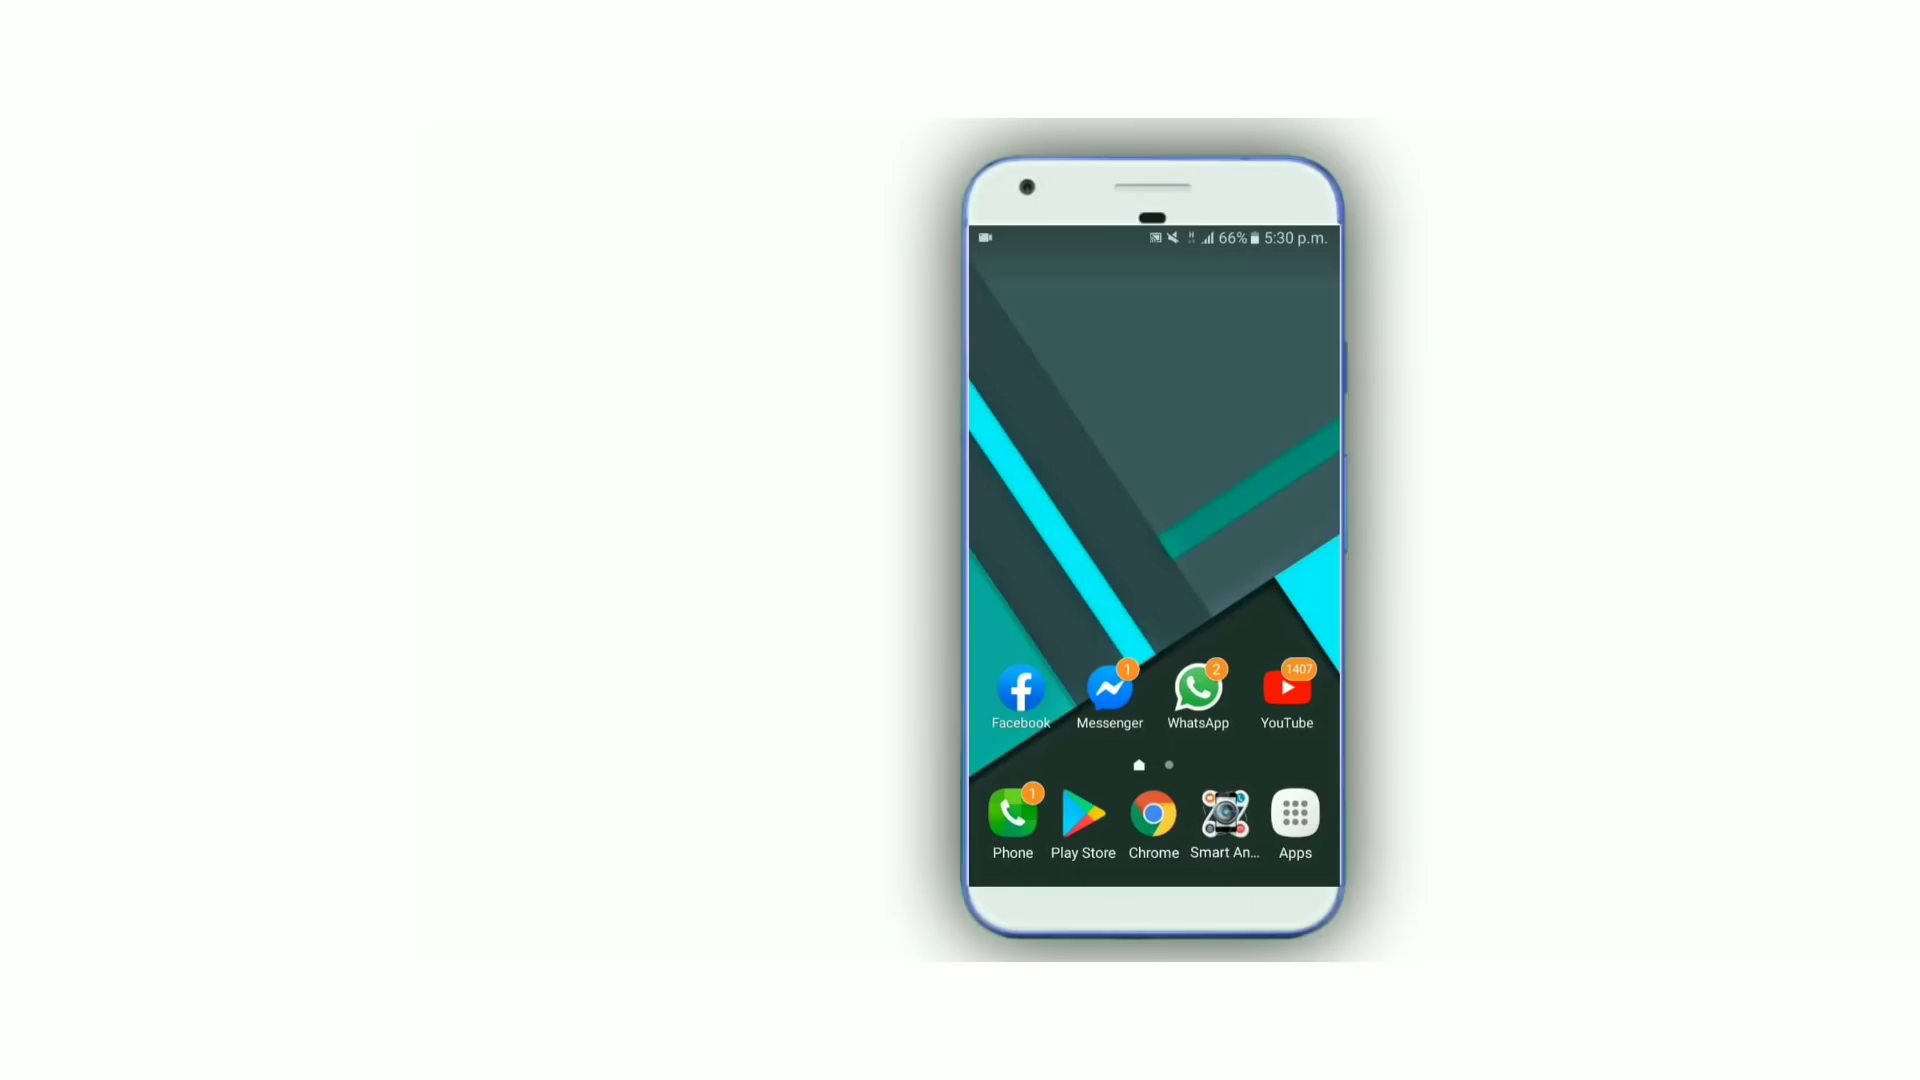 66% 5:30 p.m.
1 2 1407
Facebook Messenger WhatsApp YouTube
1
Phone Play Store Chrome Smart An... Apps